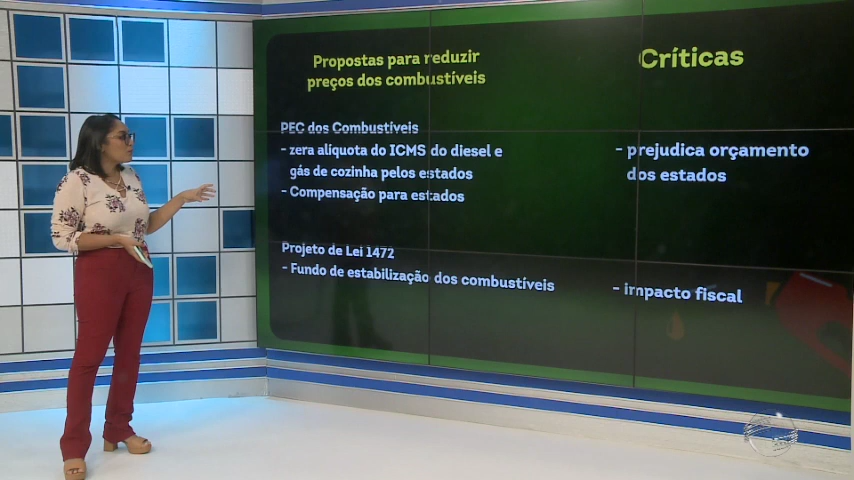 Propostas para reduzir
preços dos combustíveis
Críticas
PEC dos Combustíveis
- zera alíquota do ICMS do diesel e
gás de cozinha pelos estados
- Compensação para estados
- prejudica orçamento
dos estados
Projeto de Lei 1472
- Fundo de estabilização dos combustíveis
- impacto fiscal